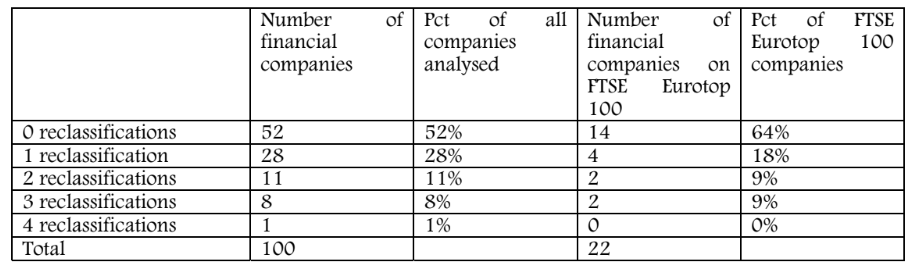 Number of financial companies | Pct of all companies analysed | Number of financial companies on FTSE Eurotop 100 | Pct of FTSE Eurotop 100 companies
0 reclassifications | 52 | 52% | 14 | 64%
1 reclassification | 28 | 28% | 4 | 18%
2 reclassifications | 11 | 11% | 2 | 9%
3 reclassifications | 8 | 8% | 2 | 9%
4 reclassifications | 1 | 1% | 0 | 0%
Total | 100 | | 22 |